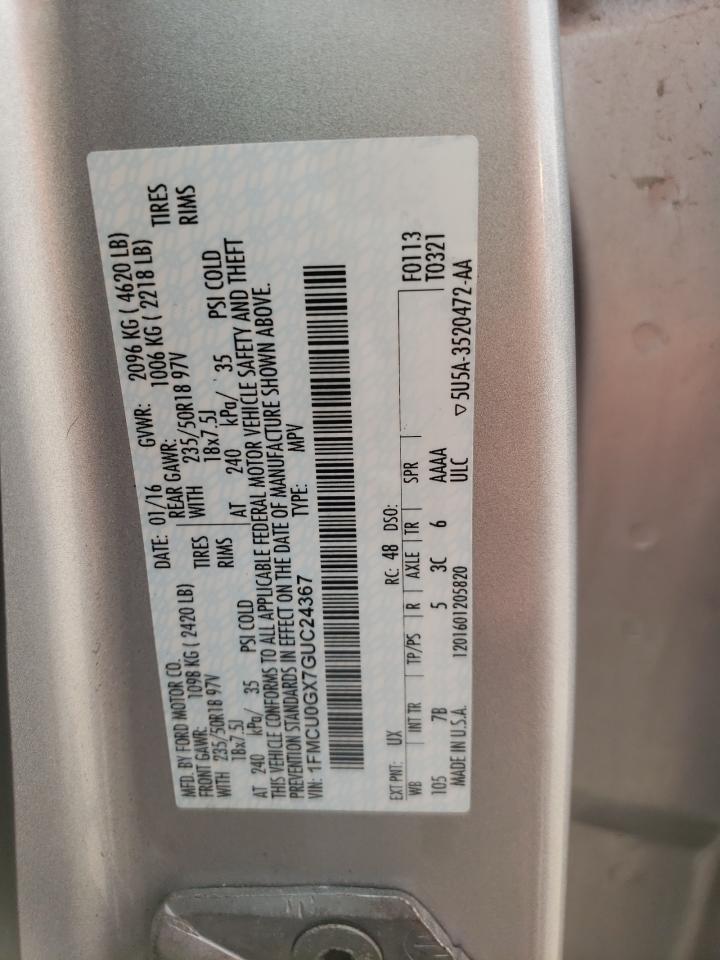 MFD. BY FORD MOTOR CO.
DATE: 01/16 GVWR: 2096 KG ( 4620 LB)
FRONT GAWR: 1098 KG ( 2420 LB) REAR GAWR: 1006 KG ( 2218 LB)
WITH 235/50R18 97V TIRES WITH 235/50R18 97V TIRES
18x7.5J RIMS 18x7.5J RIMS
AT 240 kPa/ 35 PSI COLD AT 240 kPa/ 35 PSI COLD
THIS VEHICLE CONFORMS TO ALL APPLICABLE FEDERAL MOTOR VEHICLE SAFETY AND THEFT
PREVENTION STANDARDS IN EFFECT ON THE DATE OF MANUFACTURE SHOWN ABOVE.
VIN: 1FMCU0GX7GUC24367 TYPE: MPV
EXT PNT: UX RC: 48 DSO: F0113
WB INT TR TP/PS R AXLE TR SPR T0321
105 7B 5 3C 6 AAAA
MADE IN U.S.A. 1201601205820 ULC ▽5U5A-3520472-AA